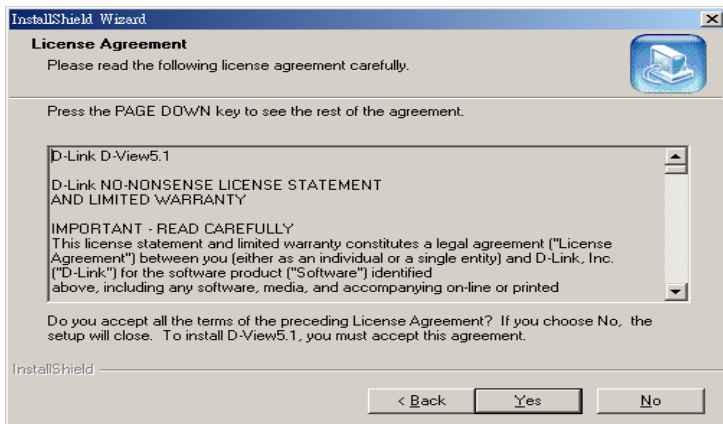 InstallShield Wizard
License Agreement
Please read the following license agreement carefully.
Press the PAGE DOWN key to see the rest of the agreement.
D-Link D-View5.1
D-Link NO-NONSENSE LICENSE STATEMENT
AND LIMITED WARRANTY
IMPORTANT - READ CAREFULLY
This license statement and limited warranty constitutes a legal agreement ("License
Agreement") between you (either as an individual or a single entity) and D-Link, Inc.
("D-Link") for the software product ("Software") identified
above, including any software, media, and accompanying on-line or printed
Do you accept all the terms of the preceding License Agreement? If you choose No, the
setup will close. To install D-View5.1, you must accept this agreement.
InstallShield
< Back Yes No